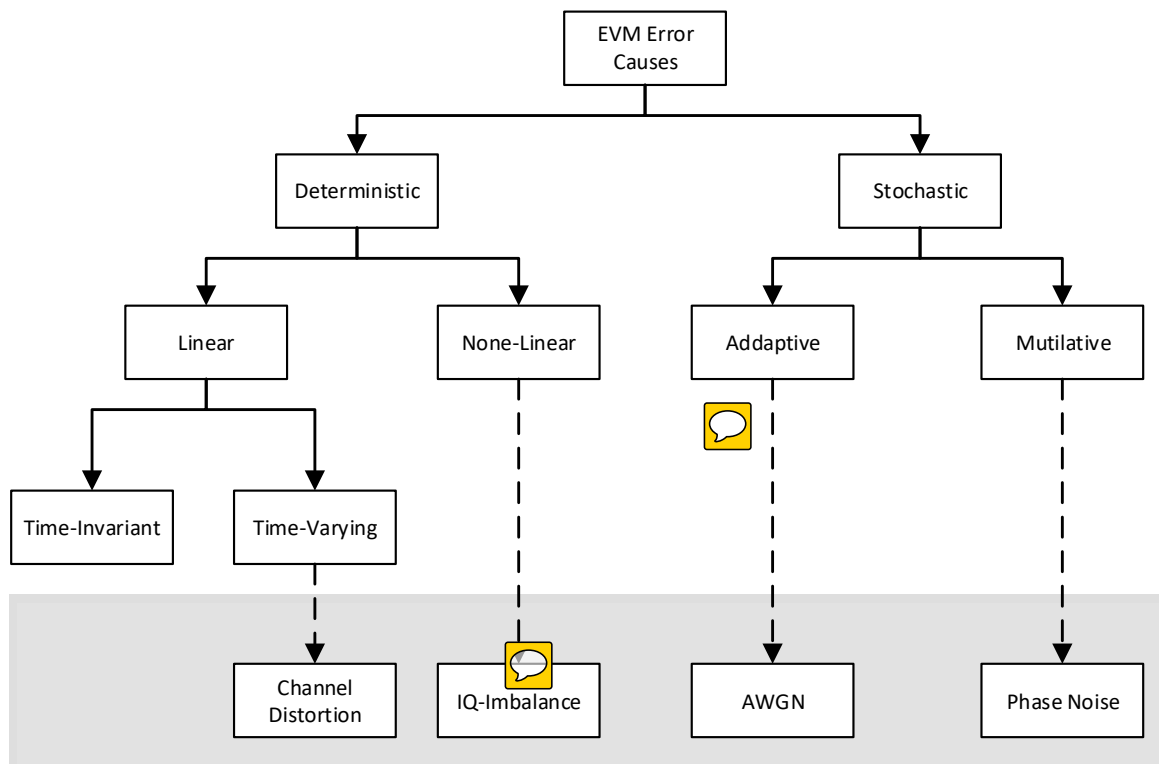 EVM Error
Causes
Deterministic
Stochastic
Linear
None-Linear
Addaptive
Mutilative
Time-Invariant
Time-Varying
Channel
Distortion
IQ-Imbalance
AWGN
Phase Noise